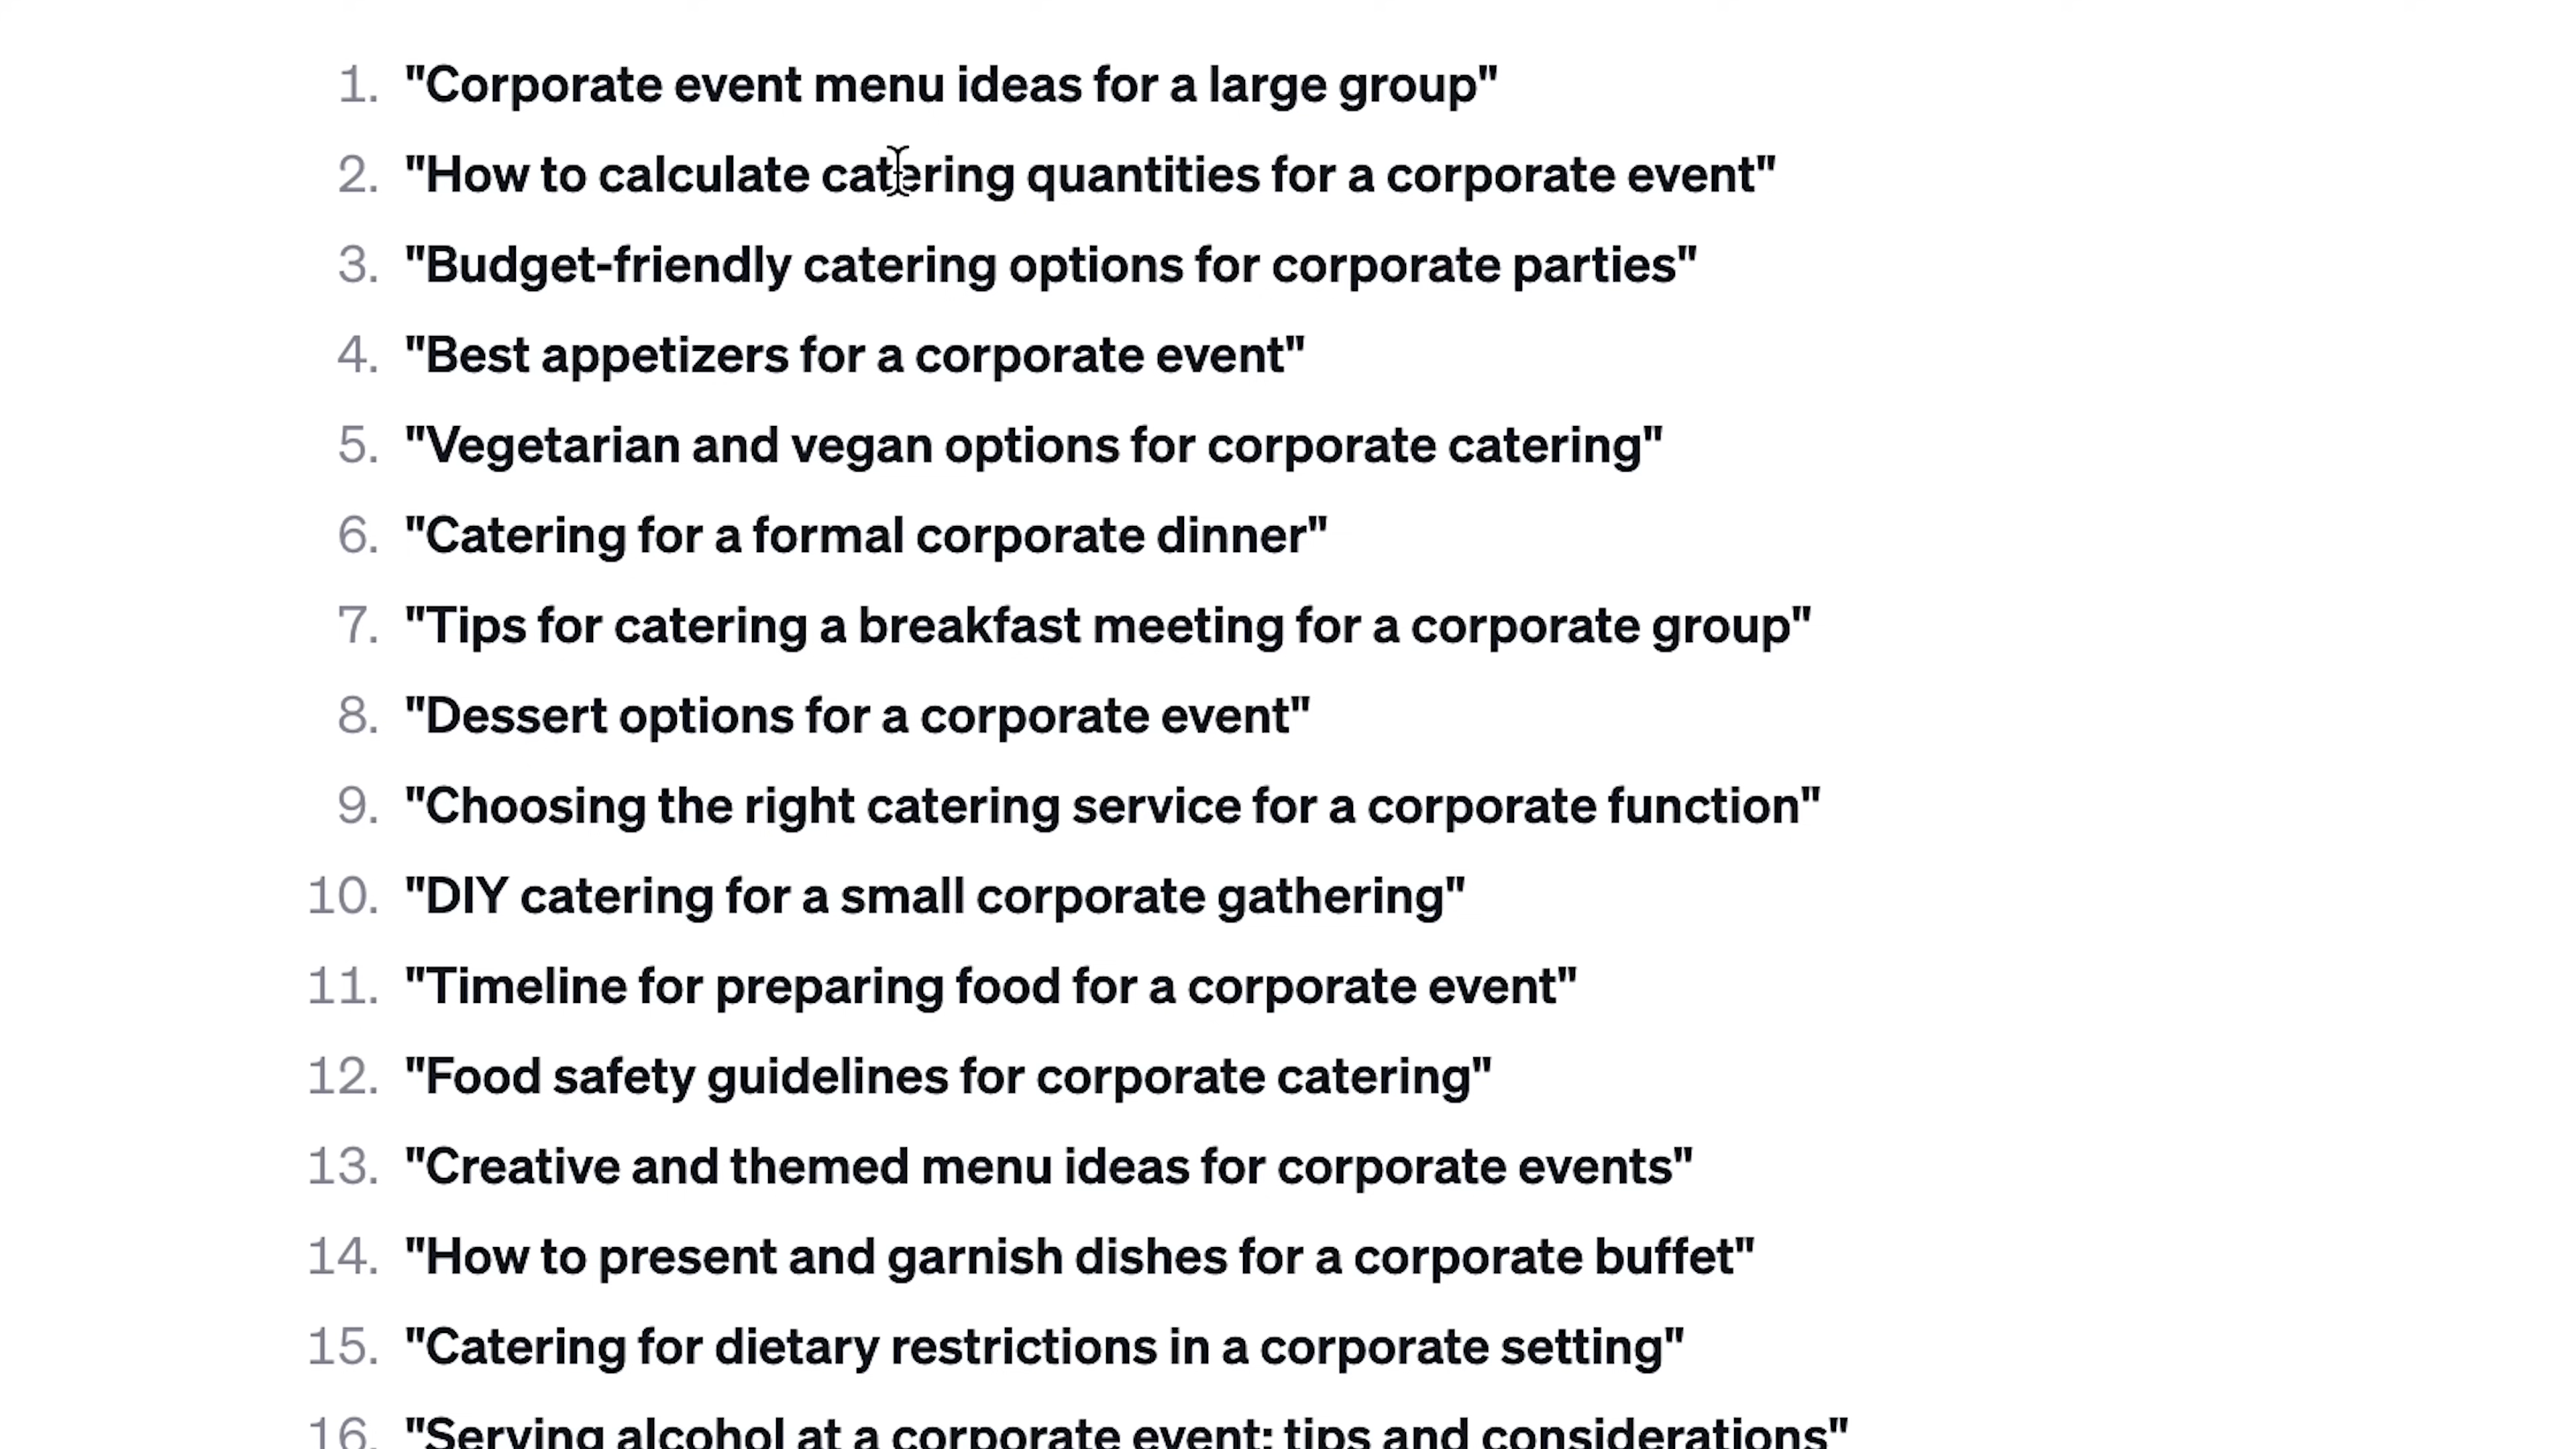 1. "Corporate event menu ideas for a large group"
2. "How to calculate catering quantities for a corporate event"
3. "Budget-friendly catering options for corporate parties"
4. "Best appetizers for a corporate event"
5. "Vegetarian and vegan options for corporate catering"
6. "Catering for a formal corporate dinner"
7. "Tips for catering a breakfast meeting for a corporate group"
8. "Dessert options for a corporate event"
9. "Choosing the right catering service for a corporate function"
10. "DIY catering for a small corporate gathering"
11. "Timeline for preparing food for a corporate event"
12. "Food safety guidelines for corporate catering"
13. "Creative and themed menu ideas for corporate events"
14. "How to present and garnish dishes for a corporate buffet"
15. "Catering for dietary restrictions in a corporate setting"
16. "Serving alcohol at a corporate event: tips and considerations"